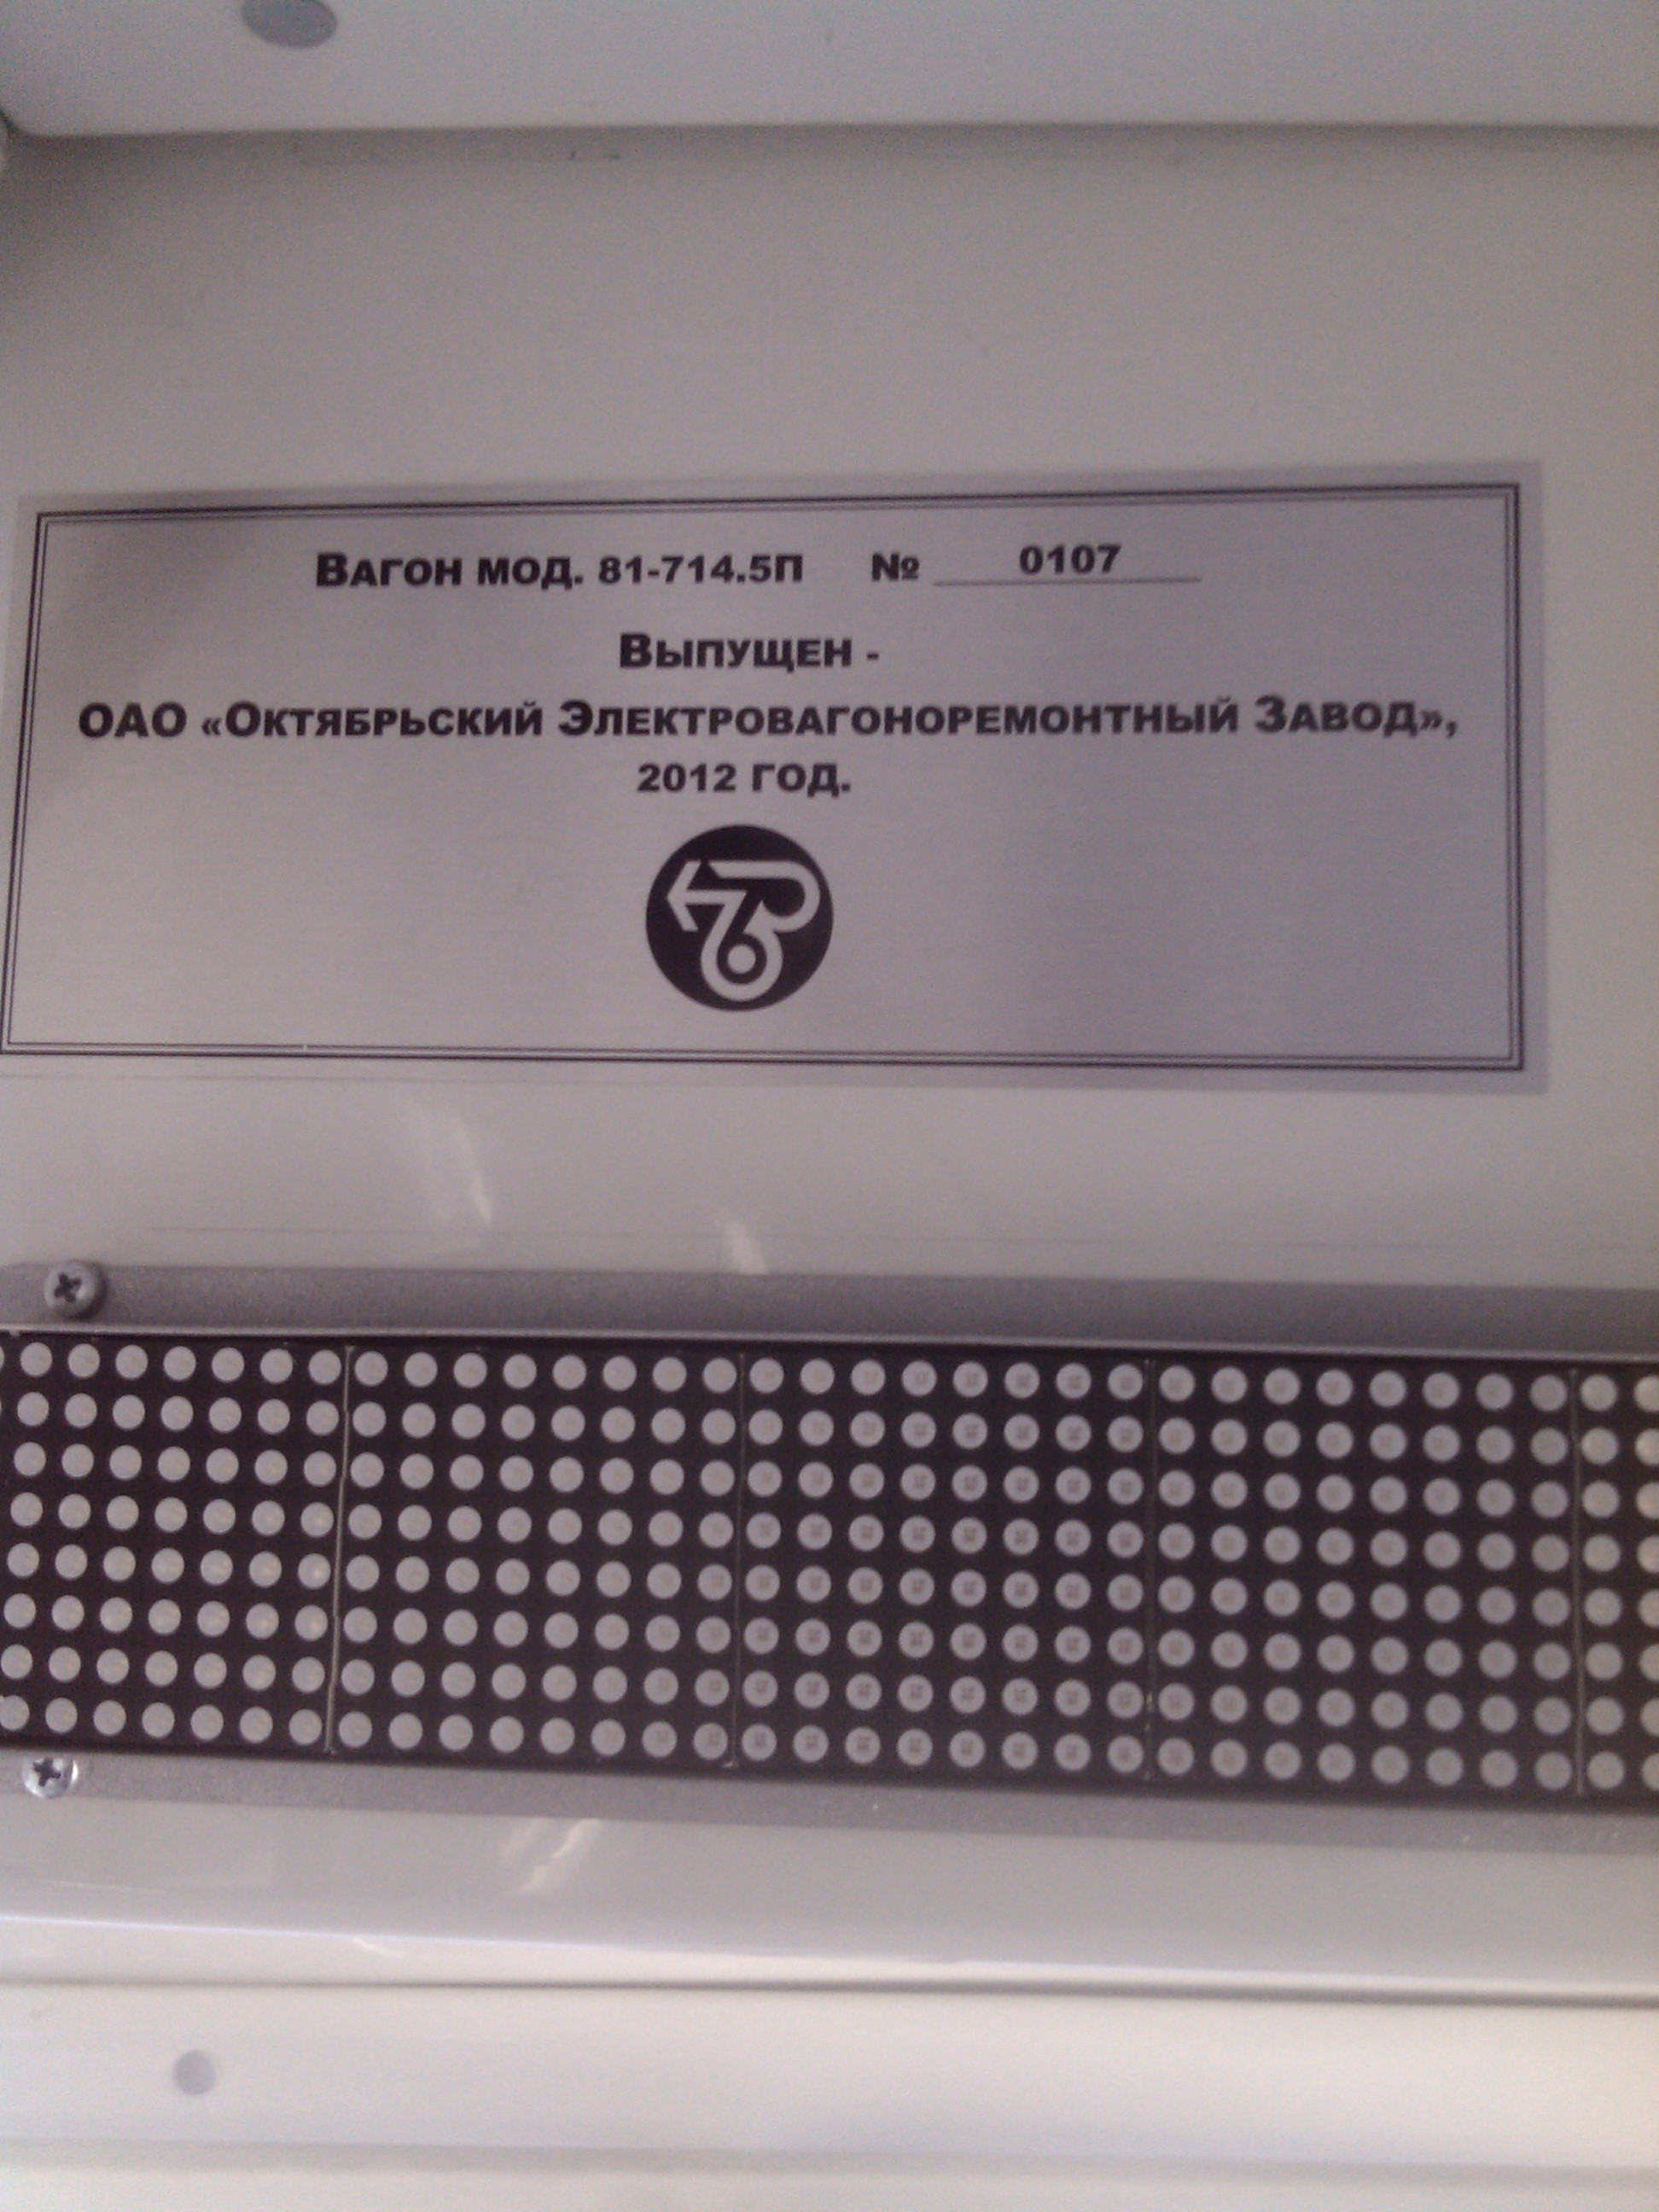 Вагон мод. 81-714.5П № 0107
Выпущен -
ОАО «Октябрьский Электровагоноремонтный Завод»,
2012 год.